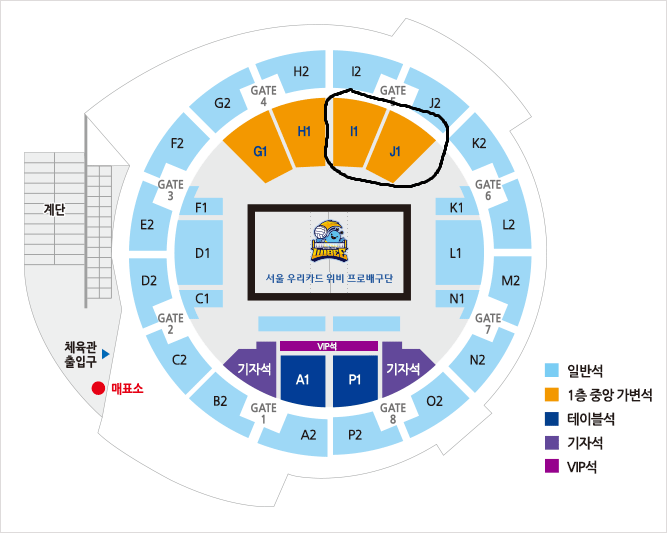 H2
I2
GATE
4
GATE
5
G2
J2
F2
H1
I1
K2
G1
J1
GATE
3
GATE
6
계단
F1
K1
E2
L2
D1
L1
서울 우리카드 위비 프로배구단
D2
M2
C1
N1
GATE
2
GATE
7
체육관
출입구
VIP석
C2
N2
기자석
A1
P1
기자석
매표소
B2
O2
GATE
1
GATE
8
A2
P2
일반석
1층 중앙 가변석
테이블석
기자석
VIP석